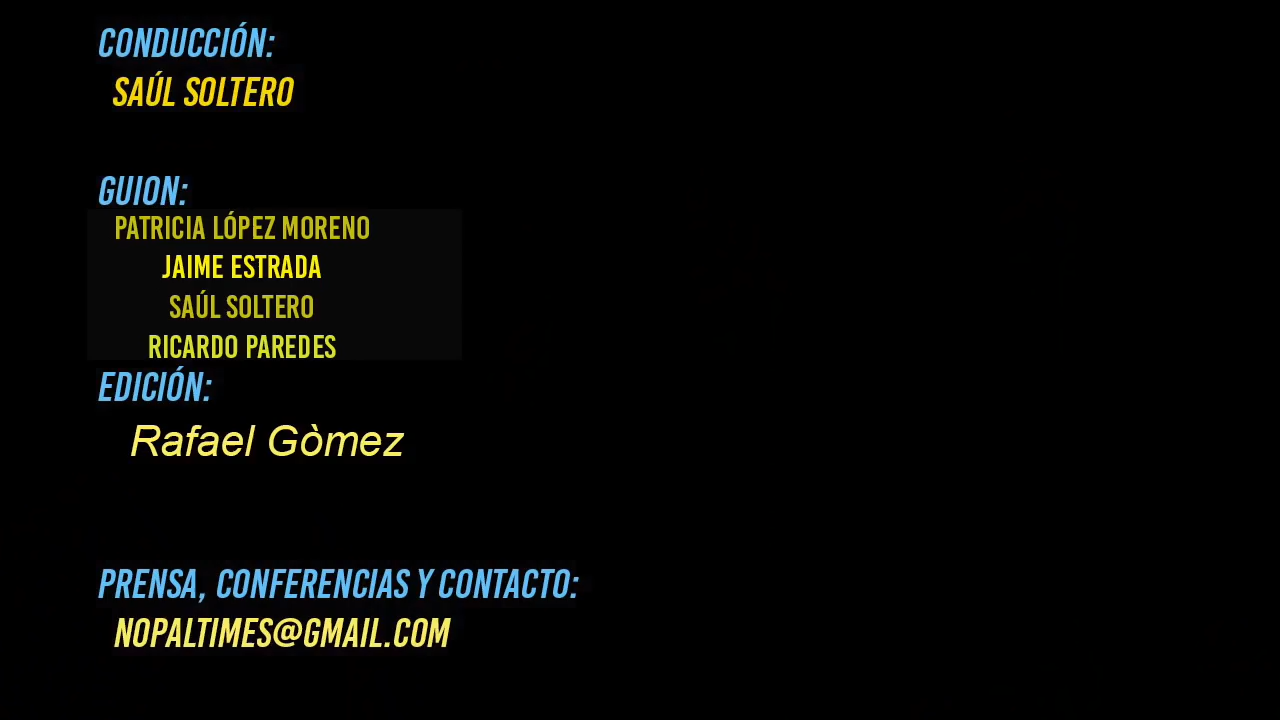 CONDUCCIÓN:
SAÚL SOLTERO
GUION:
PATRICIA LÓPEZ MORENO
JAIME ESTRADA
SAÚL SOLTERO
RICARDO PAREDES
EDICIÓN:
Rafael Gòmez
PRENSA, CONFERENCIAS Y CONTACTO:
NOPALTIMES@GMAIL.COM